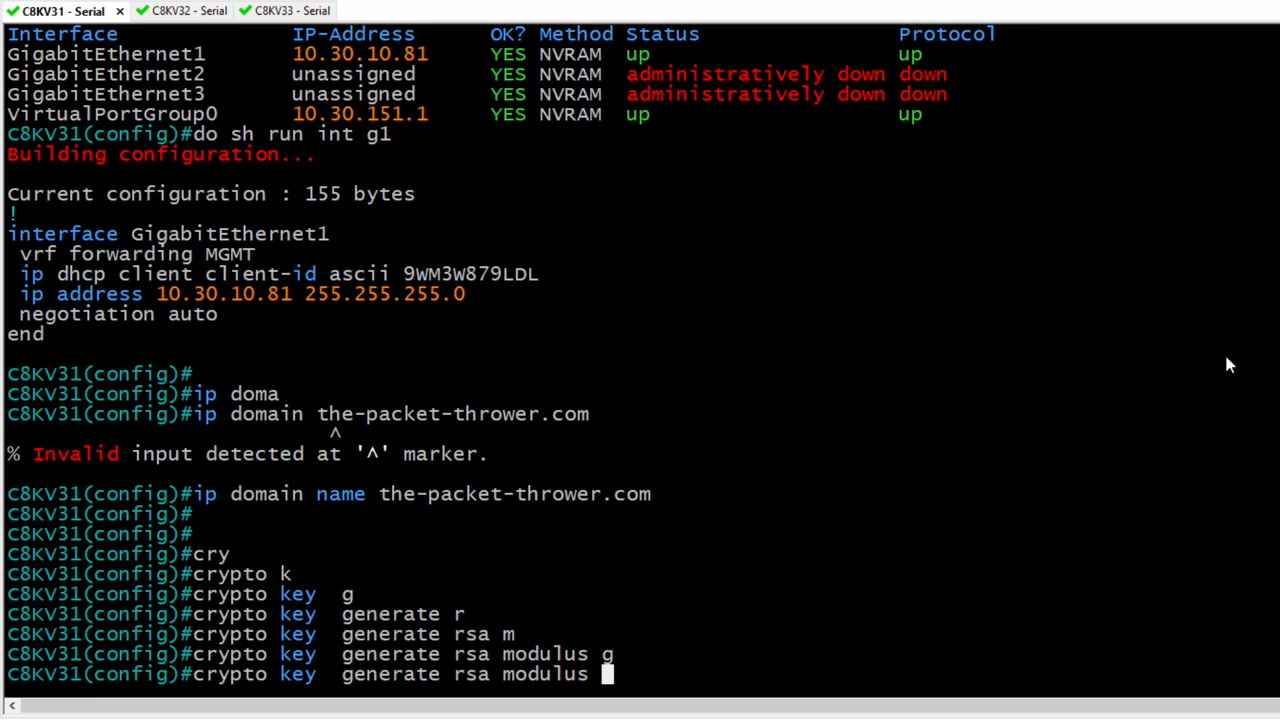 C8KV31 - Serial × C8KV32 - Serial C8KV33 - Serial
Interface IP-Address OK? Method Status Protocol
GigabitEthernet1 10.30.10.81 YES NVRAM up up
GigabitEthernet2 unassigned YES NVRAM administratively down down
GigabitEthernet3 unassigned YES NVRAM administratively down down
VirtualPortGroup0 10.30.151.1 YES NVRAM up up
C8KV31(config)#do sh run int g1
Building configuration...
Current configuration : 155 bytes
!
interface GigabitEthernet1
vrf forwarding MGMT
ip dhcp client client-id ascii 9WM3W879LDL
ip address 10.30.10.81 255.255.255.0
negotiation auto
end
C8KV31(config)#
C8KV31(config)#ip doma
C8KV31(config)#ip domain the-packet-thrower.com
^
% Invalid input detected at '^' marker.
C8KV31(config)#ip domain name the-packet-thrower.com
C8KV31(config)#
C8KV31(config)#
C8KV31(config)#cry
C8KV31(config)#crypto k
C8KV31(config)#crypto key g
C8KV31(config)#crypto key generate r
C8KV31(config)#crypto key generate rsa m
C8KV31(config)#crypto key generate rsa modulus g
C8KV31(config)#crypto key generate rsa modulus